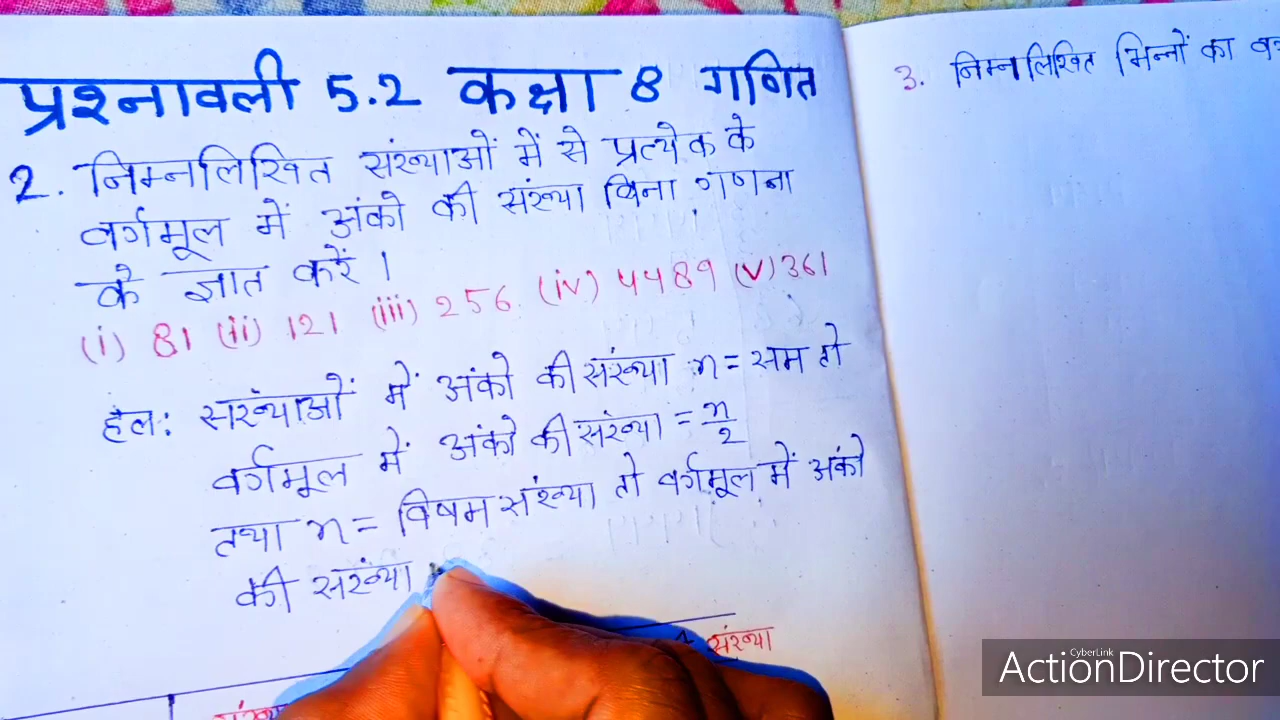 प्रश्नावली 5.2 कक्षा 8 गणित
2. निम्नलिखित संख्याओं में से प्रत्येक के
वर्गमूल में अंको की संख्या बिना गणना
के ज्ञात करें।
(i) 81 (ii) 121 (iii) 256 (iv) 4489 (v) 361
हल: संख्याओं में अंको की संख्या n = सम तो
वर्गमूल में अंको की संख्या = n/2
तथा n = विषम संख्या तो वर्गमूल में अंको
की संख्या
संख्या
3. निम्नलिखित भिन्नों का
CyberLink
ActionDirector